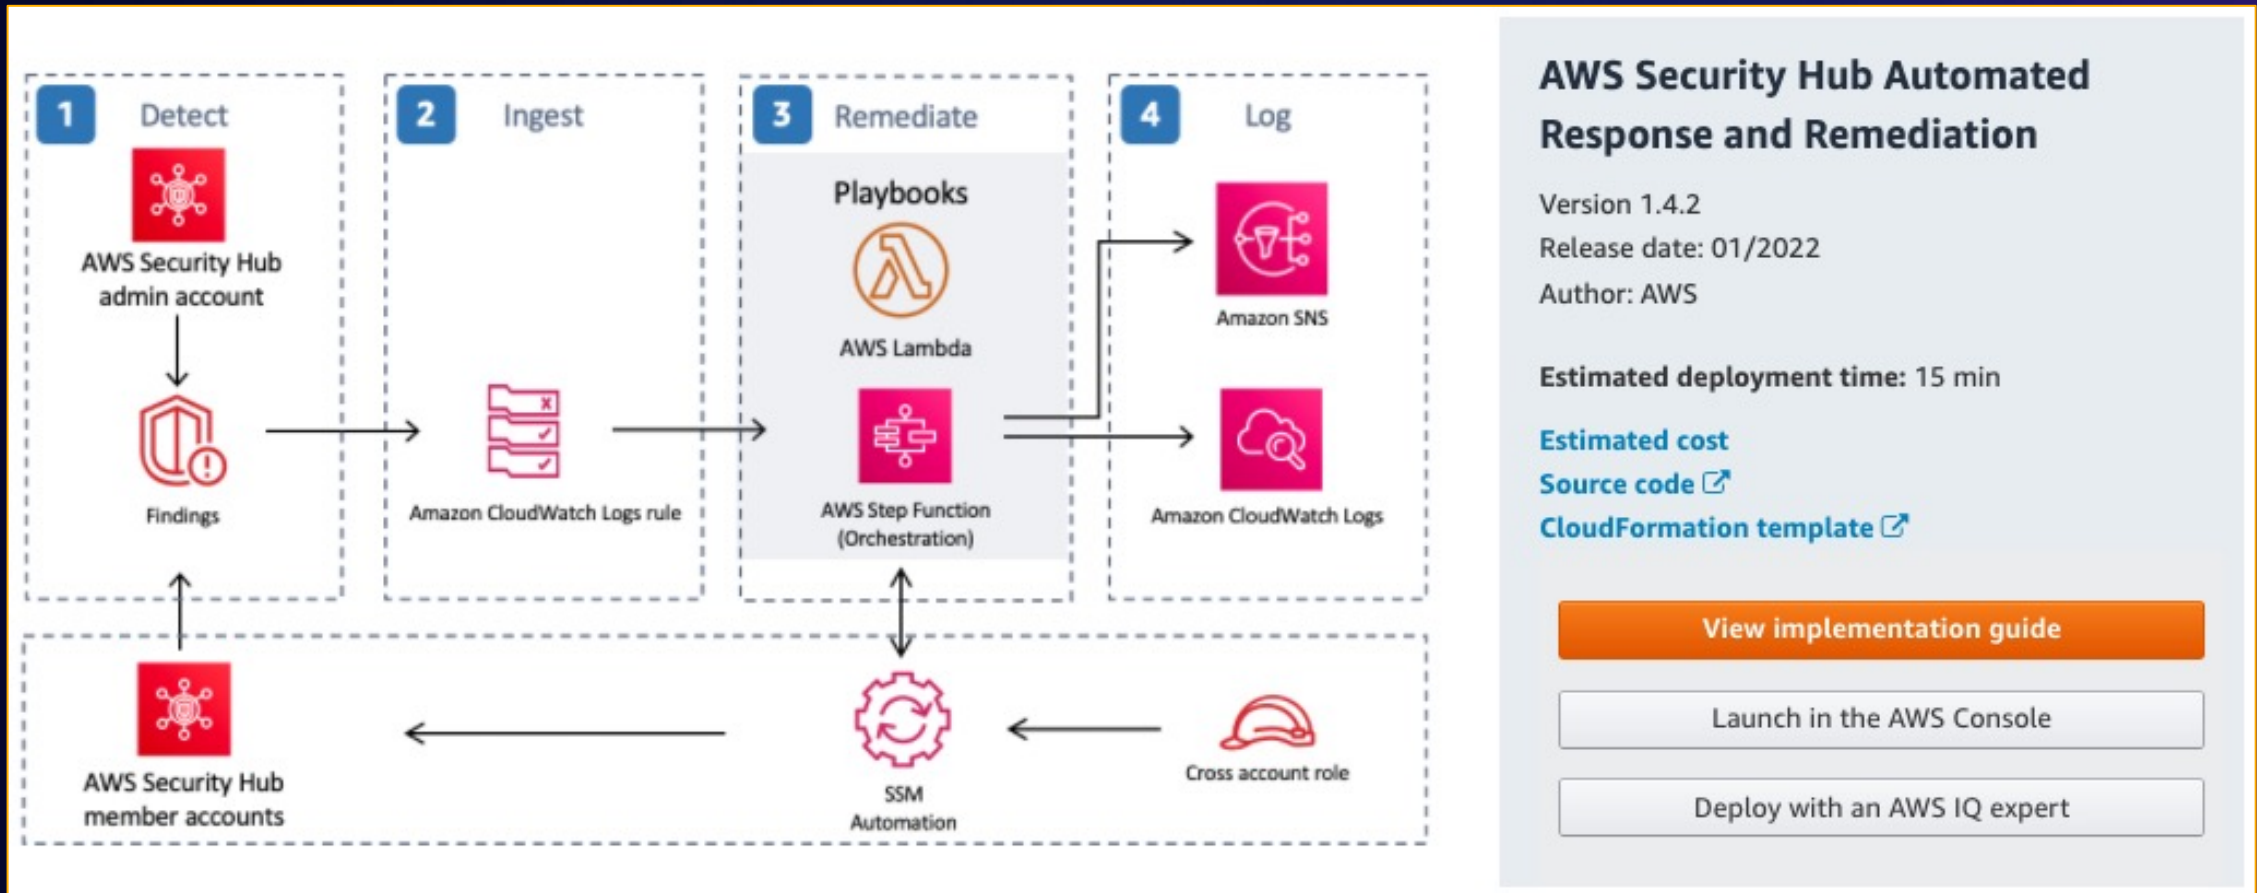 1
Detect
AWS Security Hub
admin account
Findings
2
Ingest
Amazon CloudWatch Logs rule
3
Remediate
Playbooks
AWS Lambda
AWS Step Function
(Orchestration)
4
Log
Amazon SNS
Amazon CloudWatch Logs
AWS Security Hub
member accounts
SSM
Automation
Cross account role
AWS Security Hub Automated
Response and Remediation
Version 1.4.2
Release date: 01/2022
Author: AWS
Estimated deployment time: 15 min
Estimated cost
Source code
CloudFormation template
View implementation guide
Launch in the AWS Console
Deploy with an AWS IQ expert